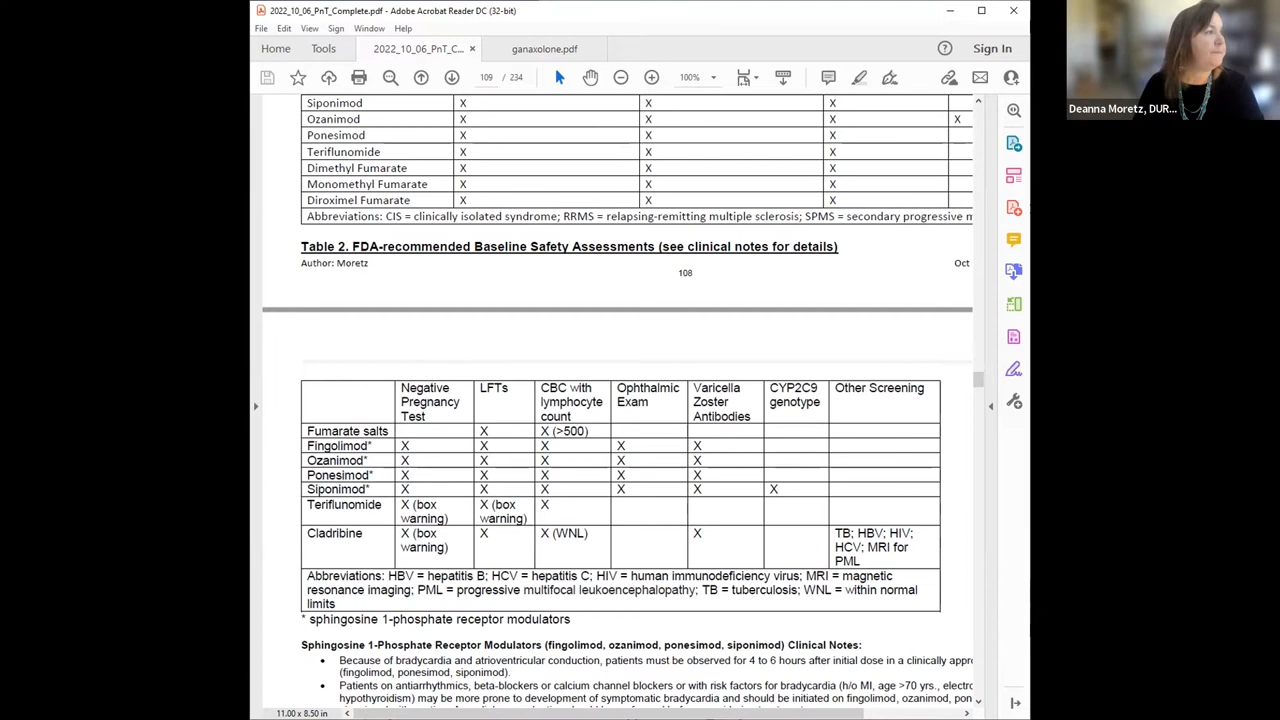 2022_10_06_PnT_Complete.pdf - Adobe Acrobat Reader DC (32-bit)
File Edit View Sign Window Help
Home Tools 2022_10_06_PnT_C... × ganaxolone.pdf Sign In
109 / 234 100%
Siponimod X X X
Ozanimod X X X X
Ponesimod X X X
Teriflunomide X X X
Dimethyl Fumarate X X X
Monomethyl Fumarate X X X
Diroximel Fumarate X X X
Abbreviations: CIS = clinically isolated syndrome; RRMS = relapsing-remitting multiple sclerosis; SPMS = secondary progressive m
Table 2. FDA-recommended Baseline Safety Assessments (see clinical notes for details)
Author: Moretz Oct
108
Negative Pregnancy Test LFTs CBC with lymphocyte count Ophthalmic Exam Varicella Zoster Antibodies CYP2C9 genotype Other Screening
Fumarate salts X X (>500)
Fingolimod* X X X X X
Ozanimod* X X X X X
Ponesimod* X X X X X
Siponimod* X X X X X X
Teriflunomide X (box warning) X (box warning) X
Cladribine X (box warning) X X (WNL) X TB; HBV; HIV; HCV; MRI for PML
Abbreviations: HBV = hepatitis B; HCV = hepatitis C; HIV = human immunodeficiency virus; MRI = magnetic
resonance imaging; PML = progressive multifocal leukoencephalopathy; TB = tuberculosis; WNL = within normal
limits
* sphingosine 1-phosphate receptor modulators
Sphingosine 1-Phosphate Receptor Modulators (fingolimod, ozanimod, ponesimod, siponimod) Clinical Notes:
• Because of bradycardia and atrioventricular conduction, patients must be observed for 4 to 6 hours after initial dose in a clinically appro
(fingolimod, ponesimod, siponimod).
• Patients on antiarrhythmics, beta-blockers or calcium channel blockers or with risk factors for bradycardia (h/o MI, age >70 yrs., electro
hypothyroidism) may be more prone to development of symptomatic bradycardia and should be initiated on fingolimod, ozanimod, pon
11.00 x 8.50 in
Deanna Moretz, DUR...